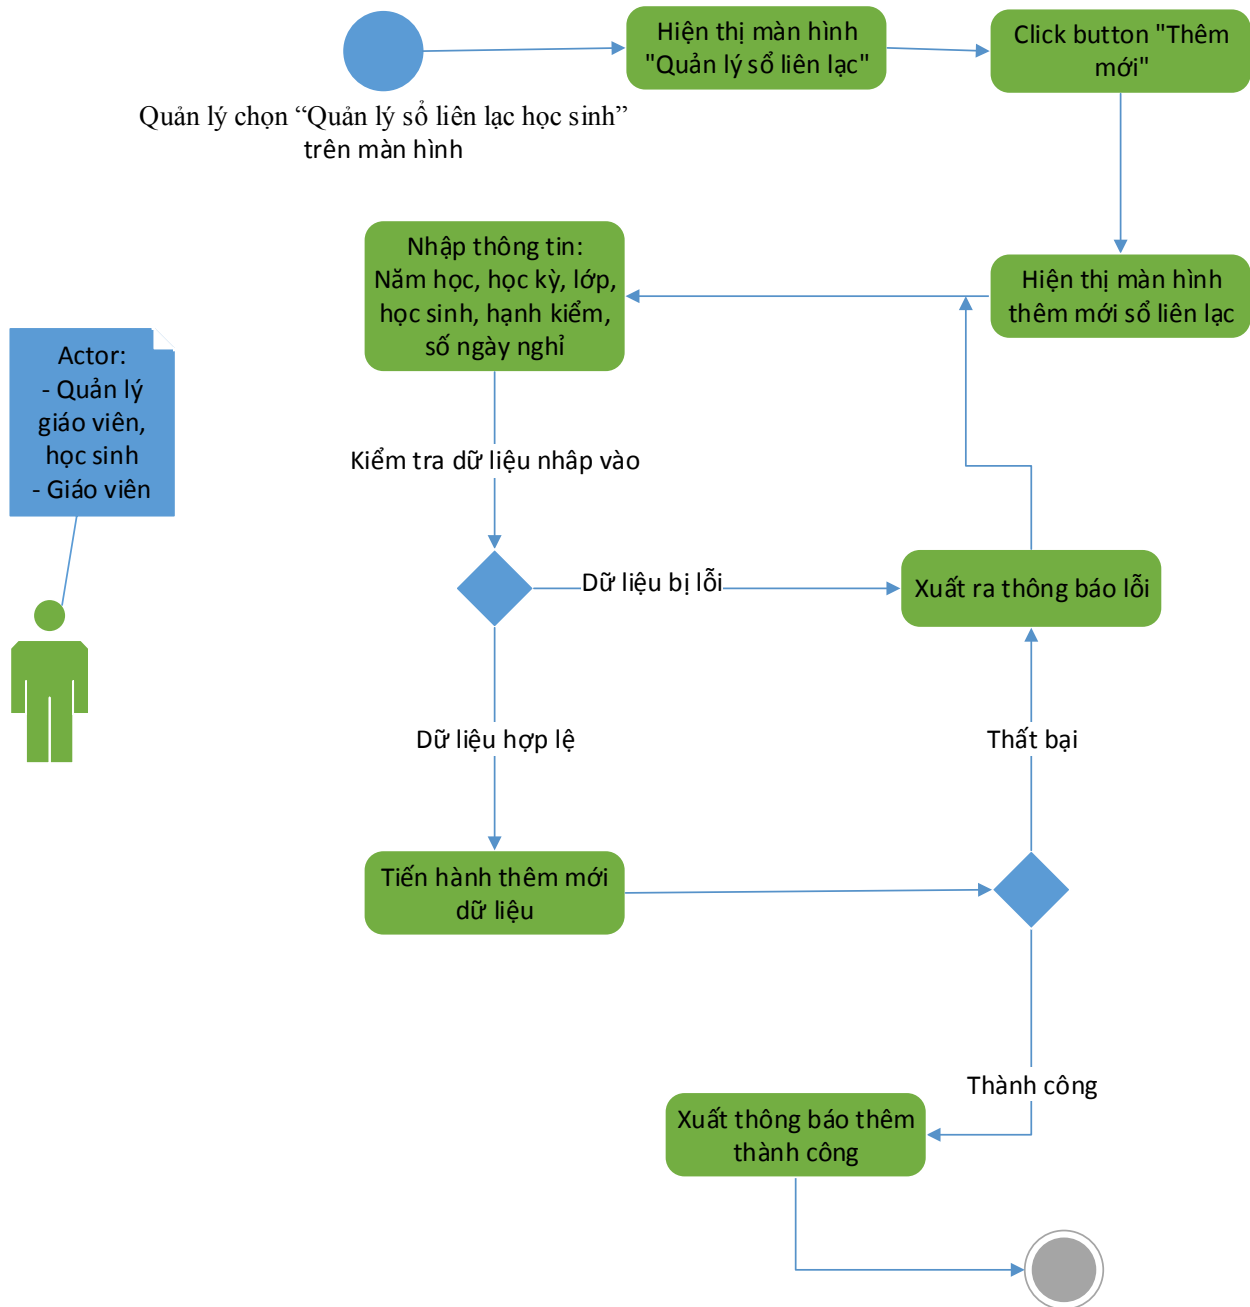 Hiện thị màn hình
"Quản lý sổ liên lạc"
Click button "Thêm
mới"
Quản lý chọn “Quản lý sổ liên lạc học sinh”
trên màn hình
Nhập thông tin:
Năm học, học kỳ, lớp,
học sinh, hạnh kiểm,
số ngày nghỉ
Hiện thị màn hình
thêm mới sổ liên lạc
Actor:
- Quản lý
giáo viên,
học sinh
- Giáo viên
Kiểm tra dữ liệu nhâp vào
Dữ liệu bị lỗi
Xuất ra thông báo lỗi
Dữ liệu hợp lệ
Thất bại
Tiến hành thêm mới
dữ liệu
Thành công
Xuất thông báo thêm
thành công